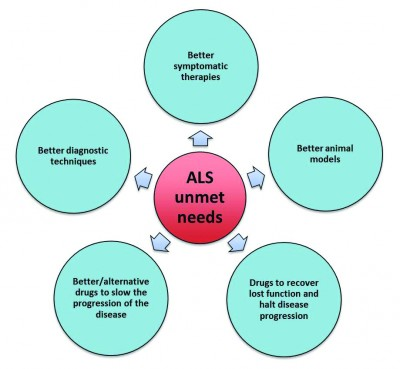 Better
symptomatic
therapies
Better diagnostic
techniques
Better animal
models
ALS
unmet
needs
Better/alternative
drugs to slow the
progression of the
disease
Drugs to recover
lost function and
halt disease
progression